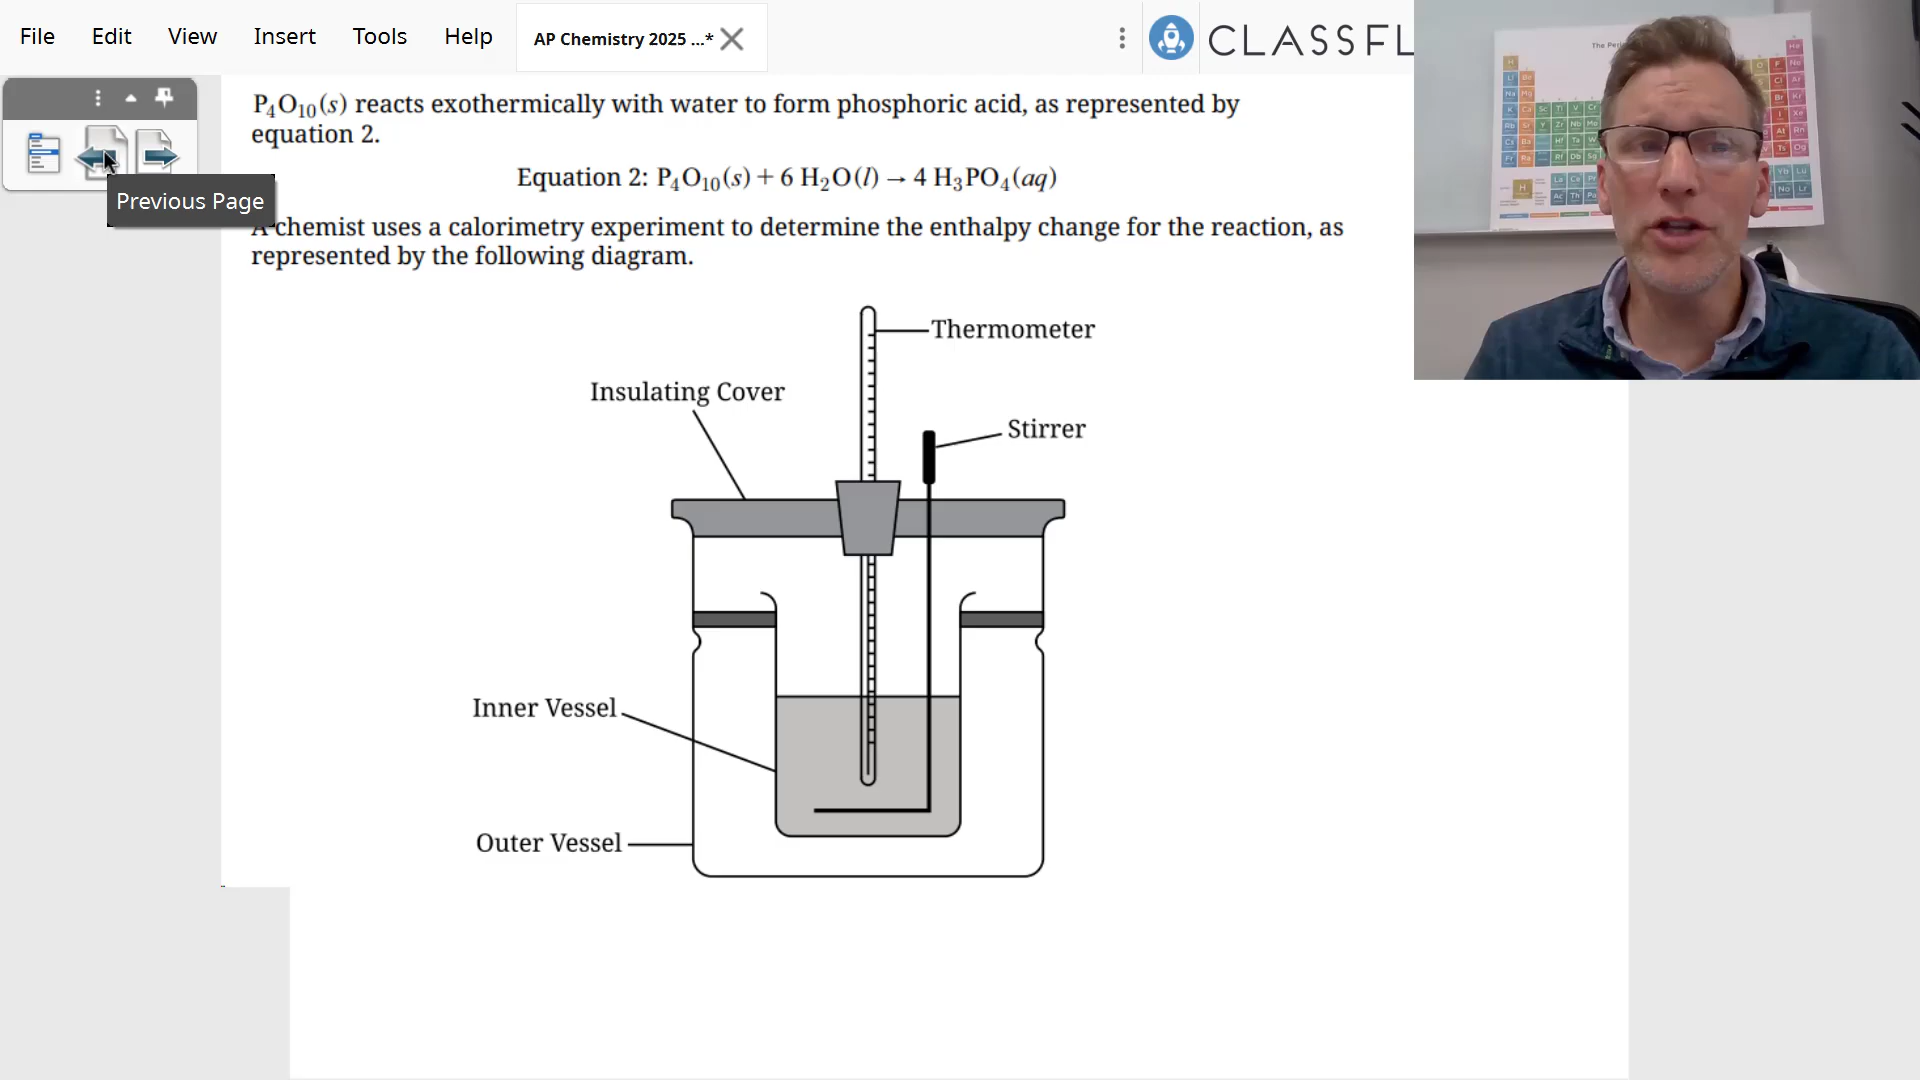 File Edit View Insert Tools Help AP Chemistry 2025 ...* CLASSFL
Previous Page
P₄O₁₀(s) reacts exothermically with water to form phosphoric acid, as represented by
equation 2.
Equation 2: P₄O₁₀(s) + 6 H₂O(l) → 4 H₃PO₄(aq)
A chemist uses a calorimetry experiment to determine the enthalpy change for the reaction, as
represented by the following diagram.
Thermometer
Insulating Cover
Stirrer
Inner Vessel
Outer Vessel